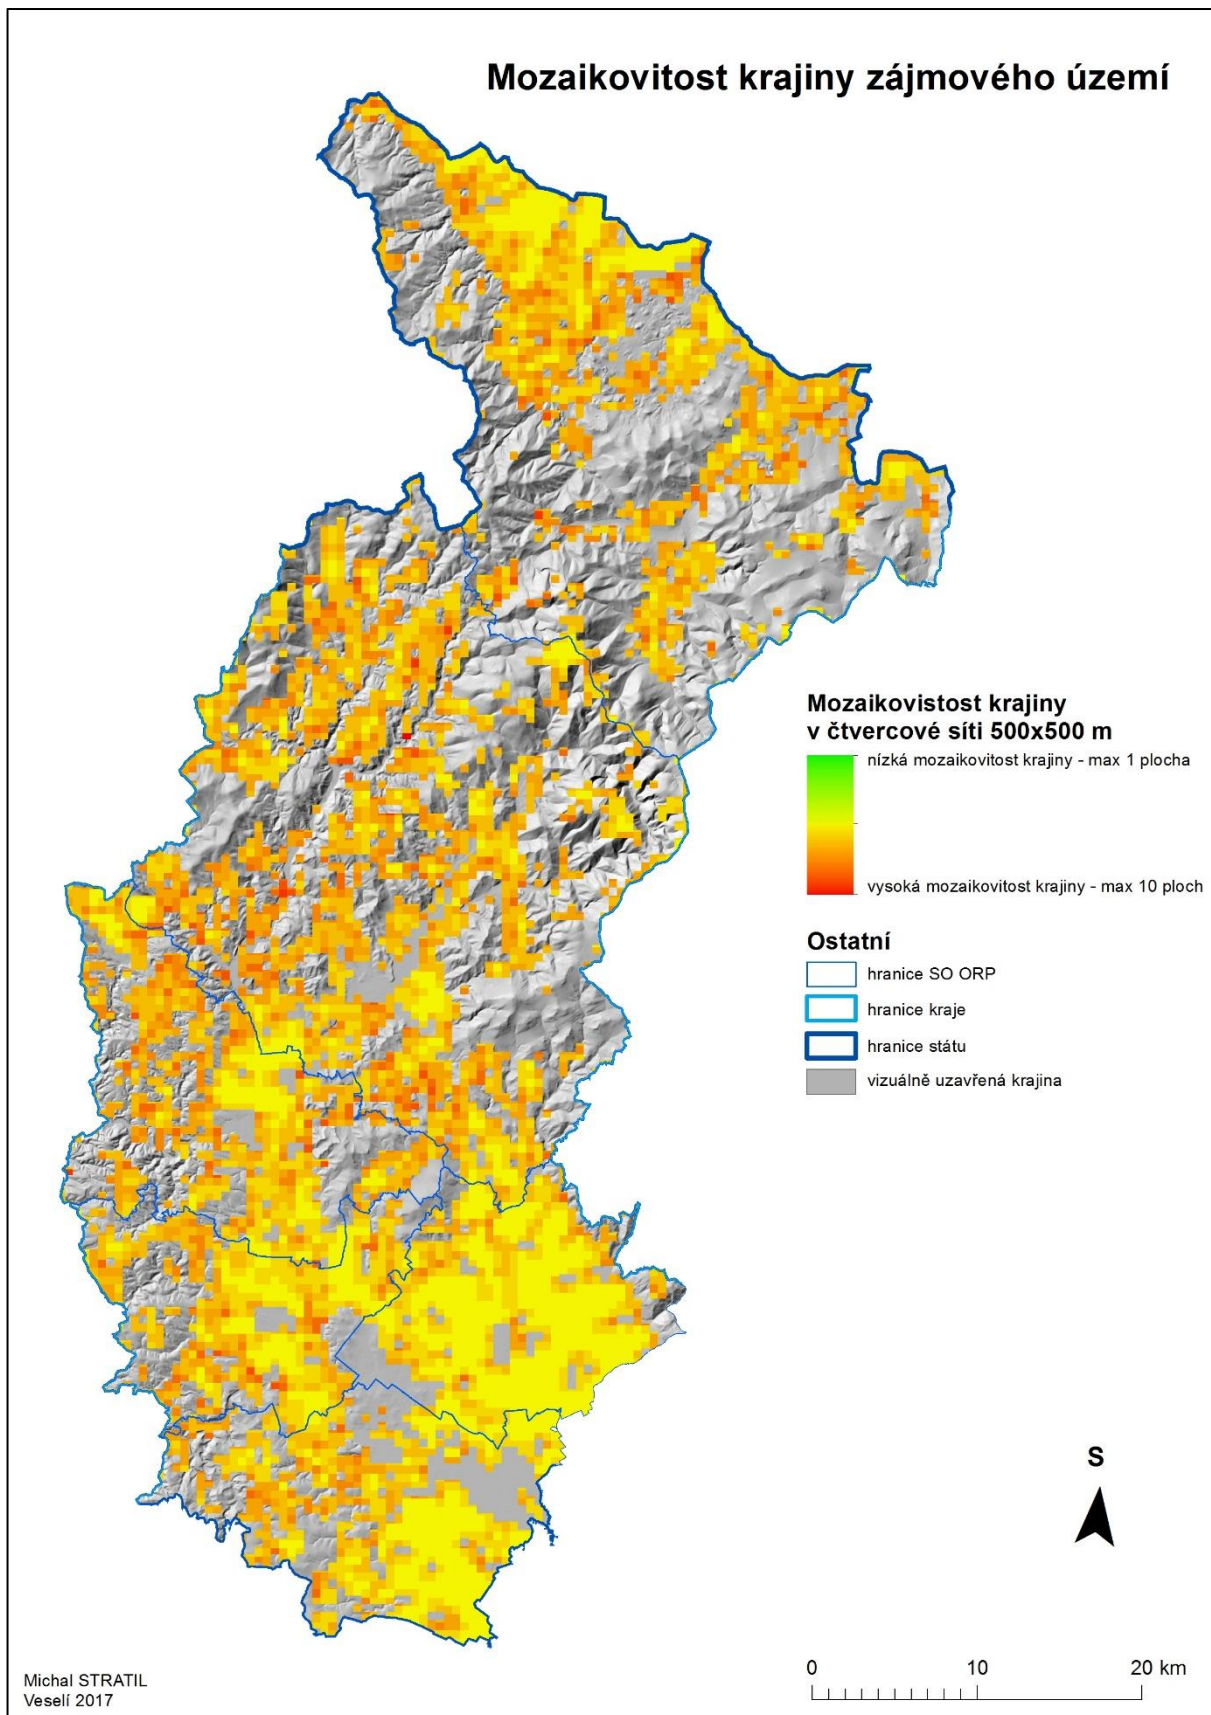 Mozaikovitost krajiny zájmového území
Mozaikovistost krajiny
v čtvercové síti 500x500 m
nízká mozaikovitost krajiny - max 1 plocha
vysoká mozaikovitost krajiny - max 10 ploch
Ostatní
hranice SO ORP
hranice kraje
hranice státu
vizuálně uzavřená krajina
S
0 10 20 km
Michal STRATIL
Veselí 2017